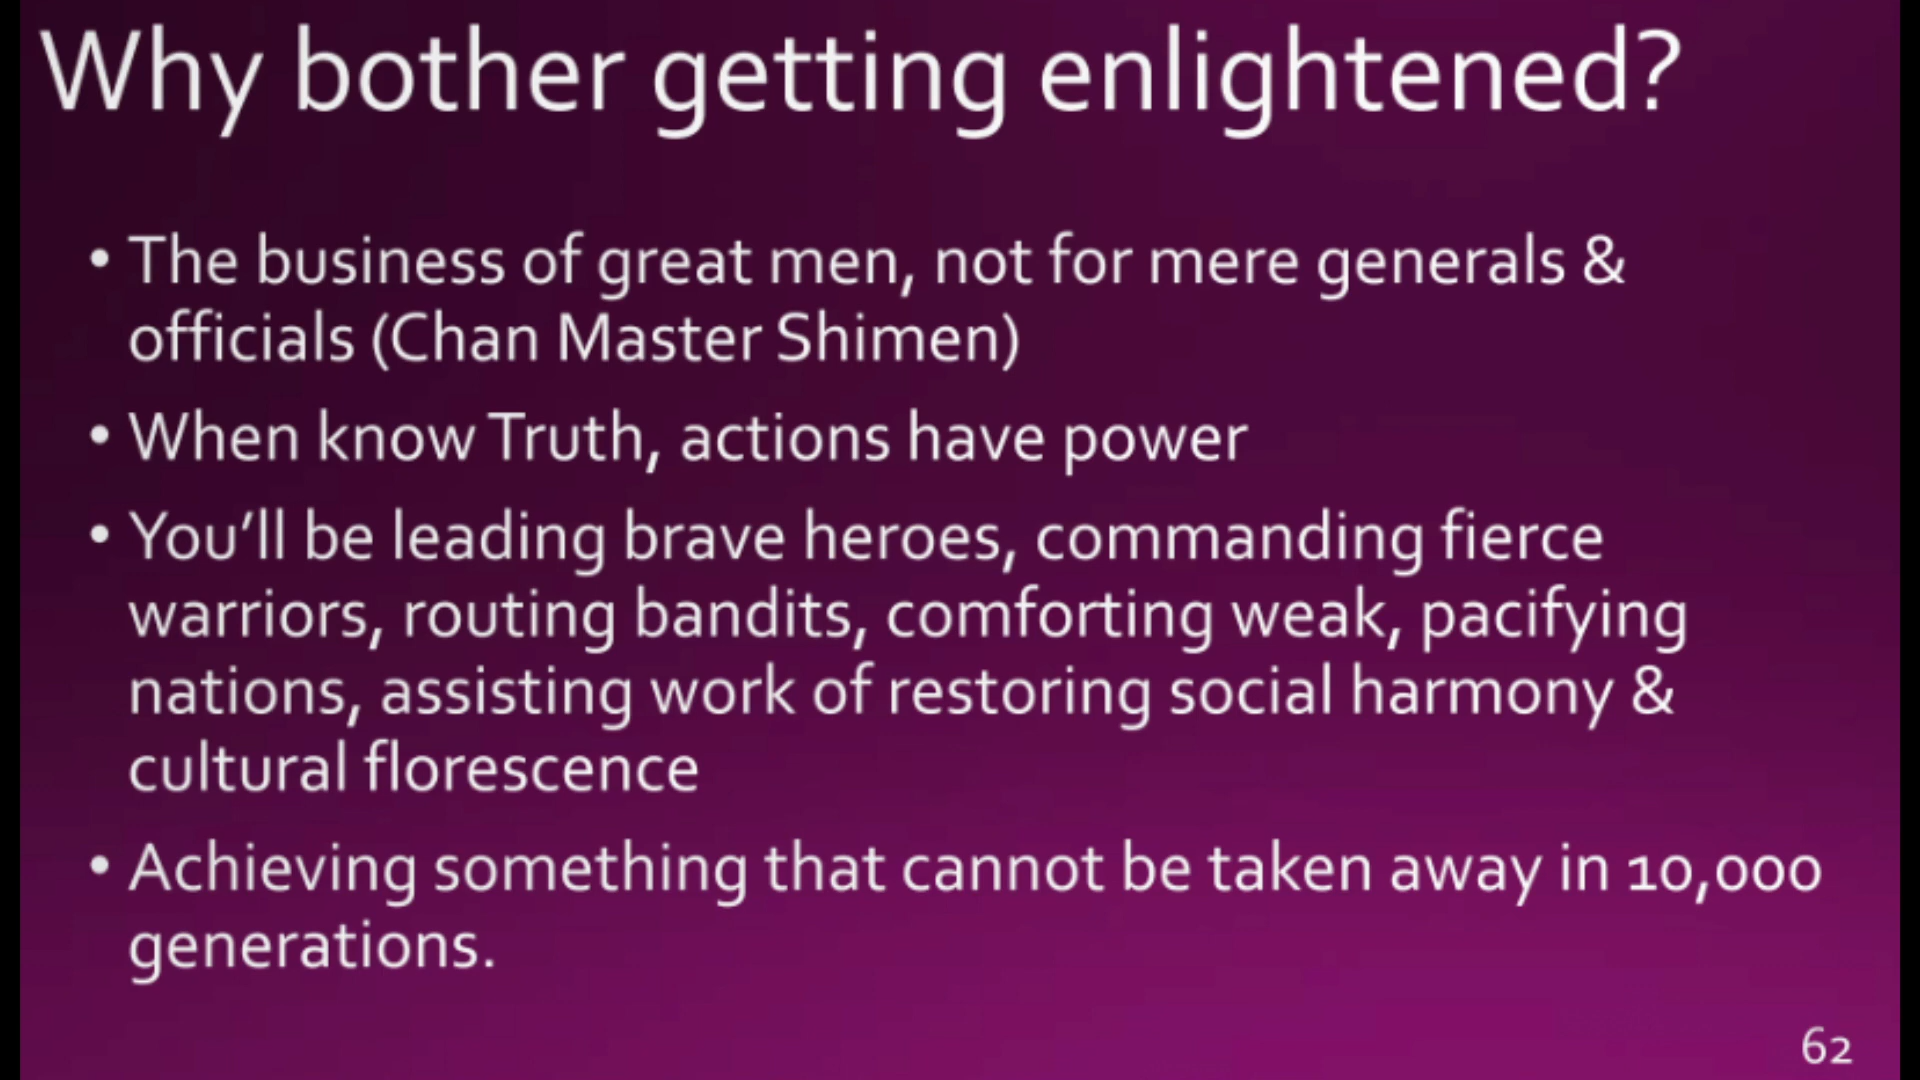 Why bother getting enlightened?
• The business of great men, not for mere generals &
officials (Chan Master Shimen)
• When know Truth, actions have power
• You’ll be leading brave heroes, commanding fierce
warriors, routing bandits, comforting weak, pacifying
nations, assisting work of restoring social harmony &
cultural florescence
• Achieving something that cannot be taken away in 10,000
generations.
62